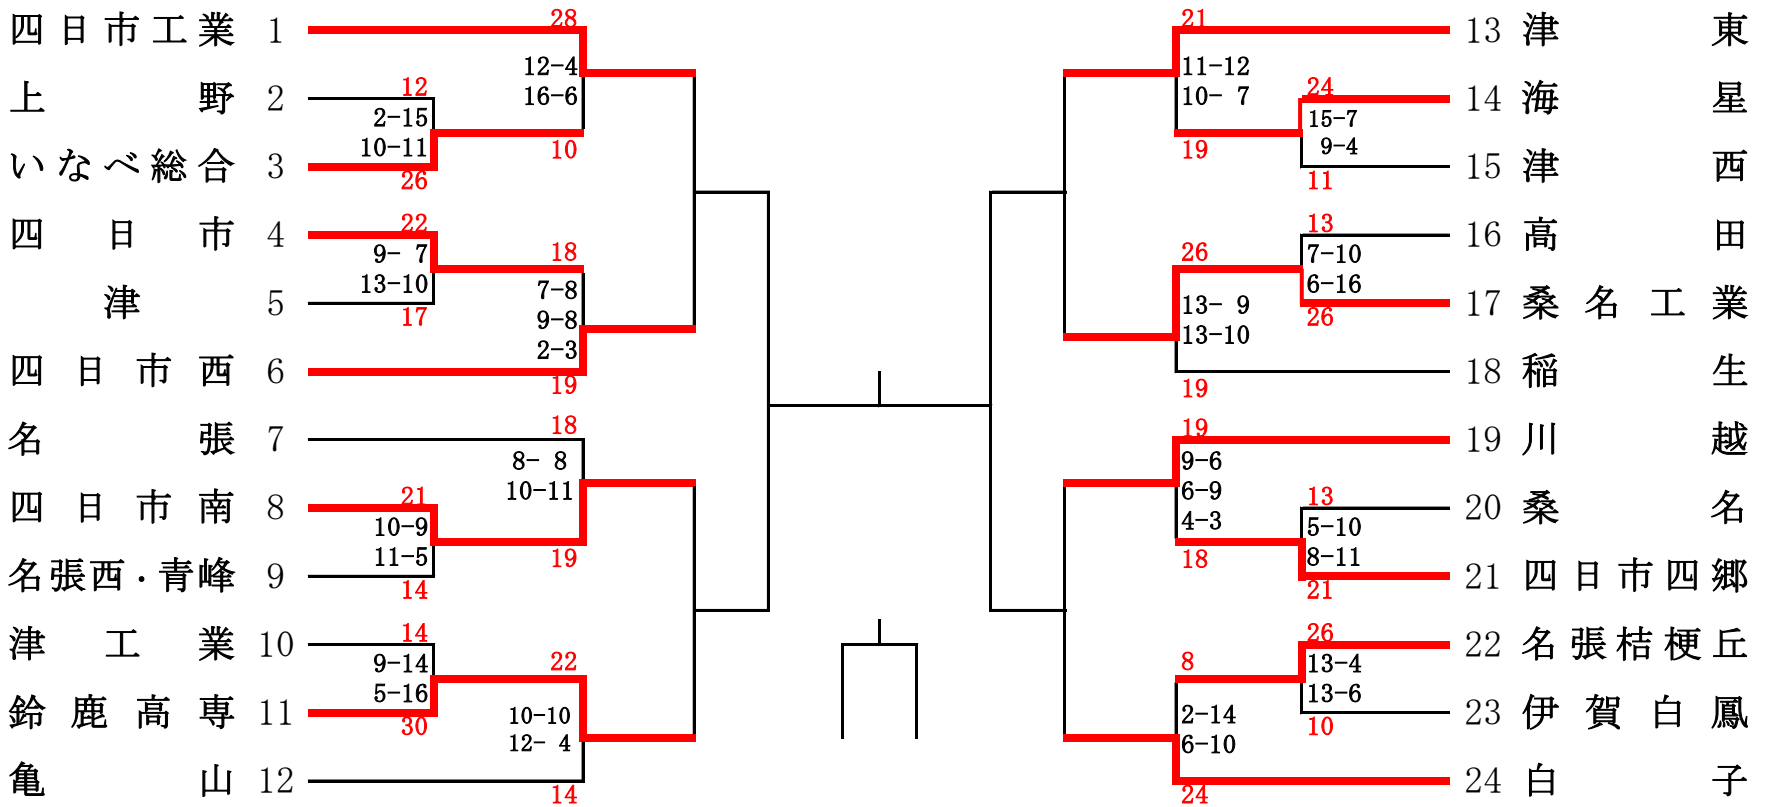 四日市工業 1
28
12-4
16-6
上野 2
12
2-15
10-11
いなべ総合 3
26
10
四日市 4
22
9- 7
13-10
津 5
17
18
7-8
9-8
2-3
四日市西 6
19
名張 7
18
8- 8
10-11
四日市南 8
21
10-9
11-5
名張西・青峰 9
14
19
津工業 10
14
9-14
5-16
鈴鹿高専 11
30
22
10-10
12- 4
亀山 12
14
21
13 津東
11-12
10- 7
24
14 海星
15-7
9-4
19
15 津西
11
13
16 高田
7-10
6-16
26
17 桑名工業
26
13- 9
13-10
18 稲生
19
19
19 川越
9-6
6-9
4-3
13
20 桑名
5-10
8-11
18
21 四日市四郷
21
26
22 名張桔梗丘
13-4
13-6
8
23 伊賀白鳳
10
2-14
6-10
24 白子
24